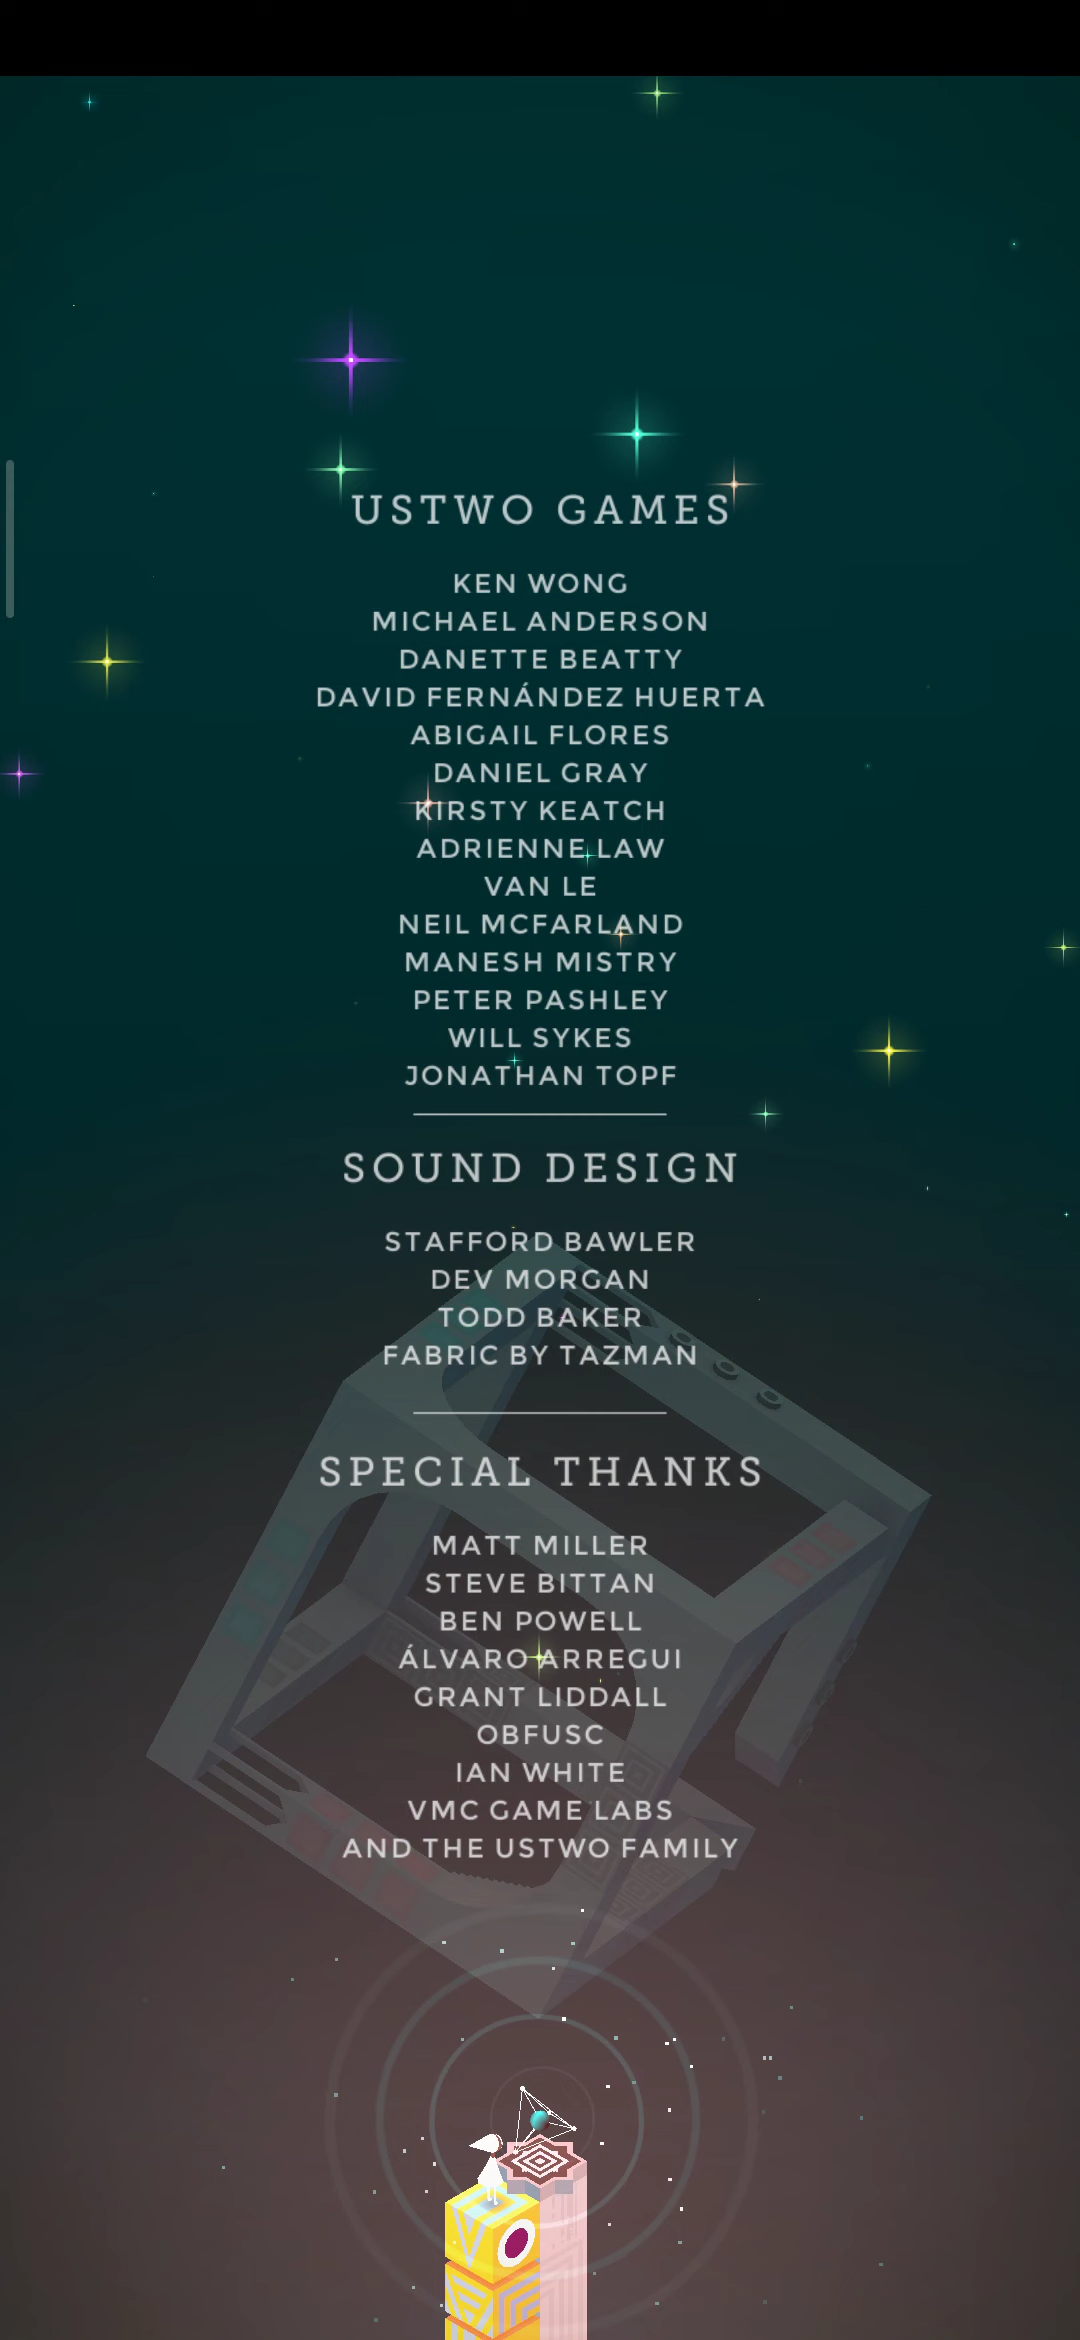 USTWO GAMES
KEN WONG
MICHAEL ANDERSON
DANETTE BEATTY
DAVID FERNÁNDEZ HUERTA
ABIGAIL FLORES
DANIEL GRAY
KIRSTY KEATCH
ADRIENNE LAW
VAN LE
NEIL MCFARLAND
MANESH MISTRY
PETER PASHLEY
WILL SYKES
JONATHAN TOPF
SOUND DESIGN
STAFFORD BAWLER
DEV MORGAN
TODD BAKER
FABRIC BY TAZMAN
SPECIAL THANKS
MATT MILLER
STEVE BITTAN
BEN POWELL
ÁLVARO ARREGUI
GRANT LIDDALL
OBFUSC
IAN WHITE
VMC GAME LABS
AND THE USTWO FAMILY